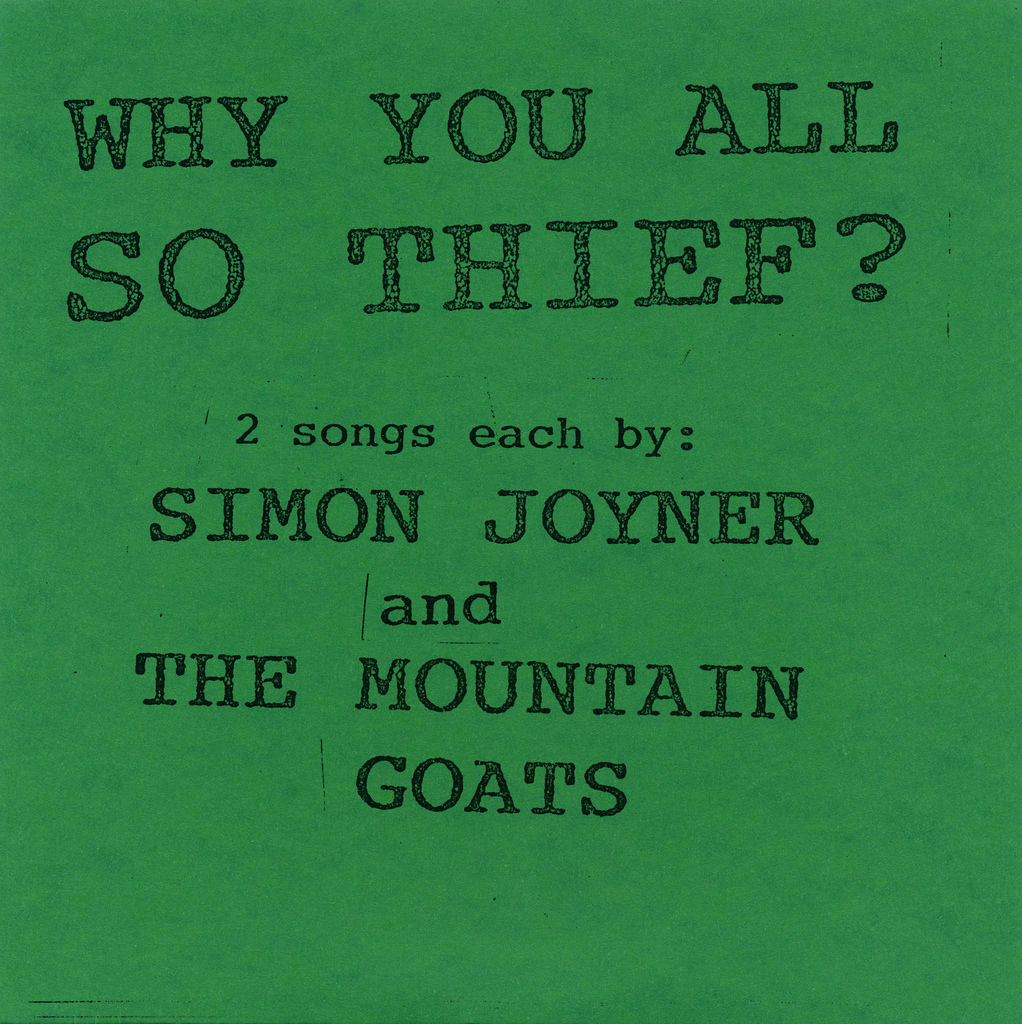 WHY YOU ALL
SO THIEF?
2 songs each by:
SIMON JOYNER
and
THE MOUNTAIN
GOATS